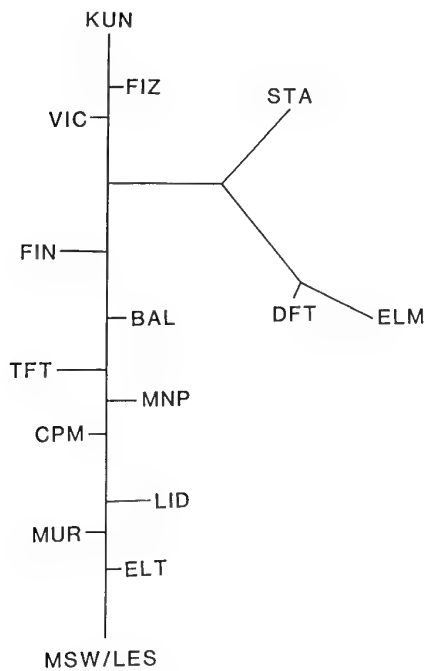 KUN
FIZ
STA
VIC
FIN
BAL
DFT
ELM
TFT
MNP
CPM
LID
MUR
ELT
MSW/LES